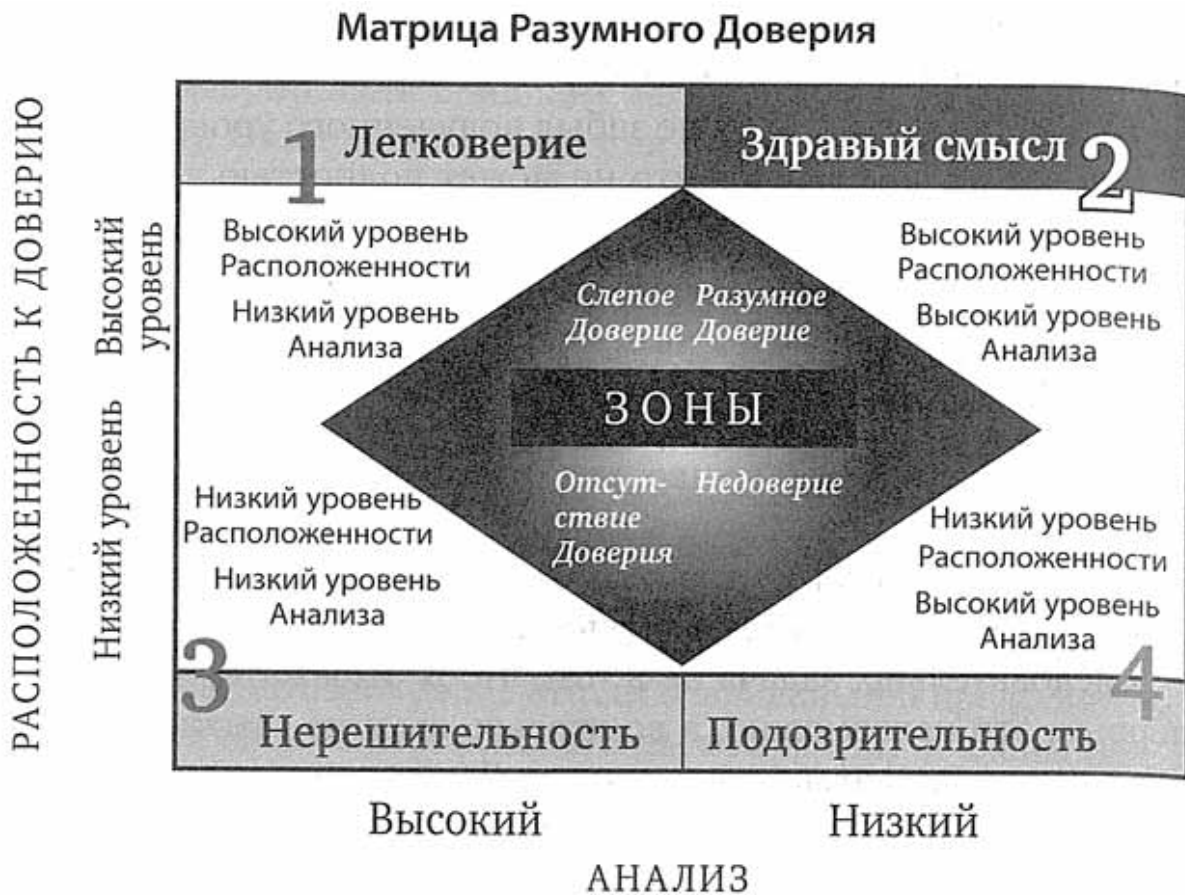 Матрица Разумного Доверия
РАСПОЛОЖЕННОСТЬ К ДОВЕРИЮ
Высокий
уровень
Низкий уровень
1 Легковерие
Здравый смысл 2
Высокий уровень
Расположенности
Низкий уровень
Анализа
Слепое
Доверие
Разумное
Доверие
Высокий уровень
Расположенности
Высокий уровень
Анализа
ЗОНЫ
Низкий уровень
Расположенности
Низкий уровень
Анализа
Отсут-
ствие
Доверия
Недоверие
Низкий уровень
Расположенности
Высокий уровень
Анализа
3 Нерешительность
Подозрительность 4
Высокий
Низкий
АНАЛИЗ